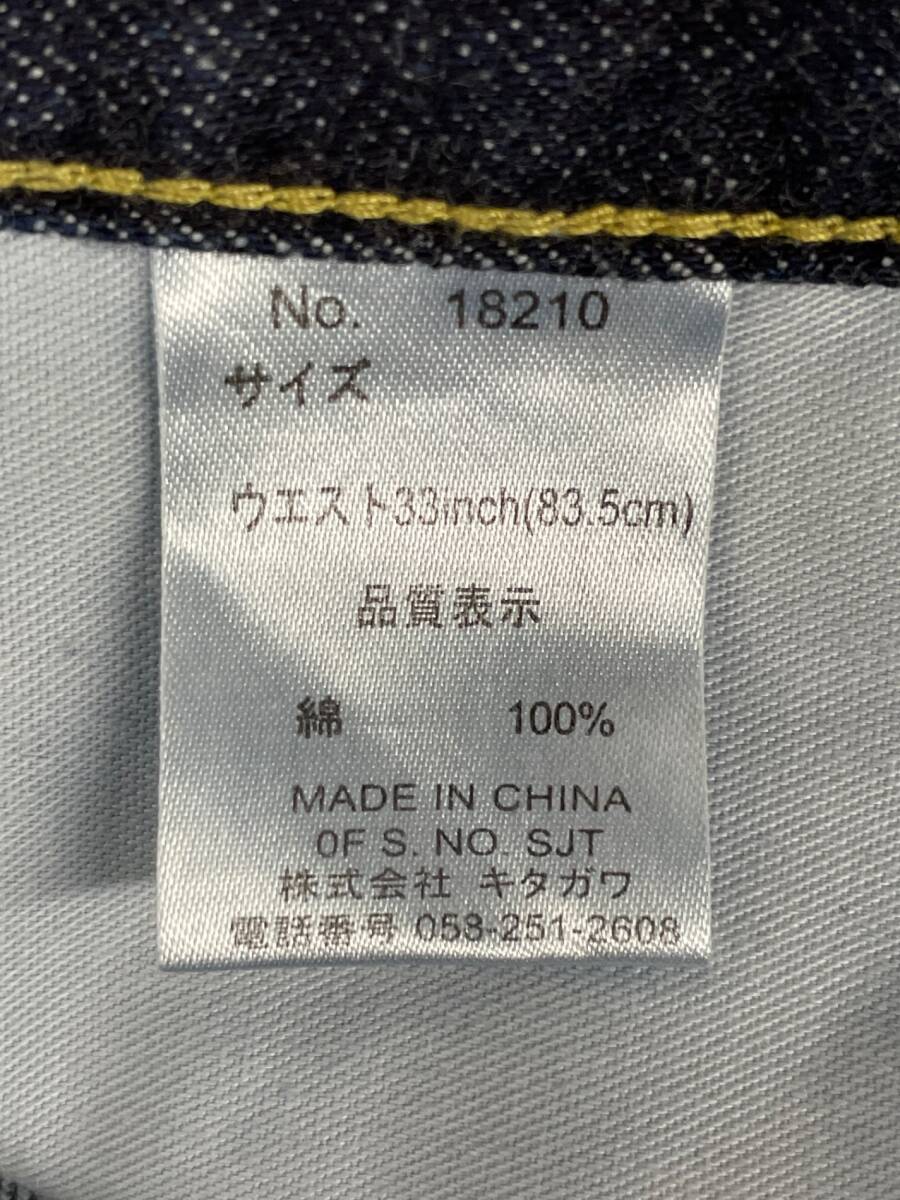 No. 18210
サイズ
ウエスト33inch(83.5cm)
品質表示
綿 100%
MADE IN CHINA
0F S. NO. SJT
株式会社 キタガワ
電話番号 058-251-2608